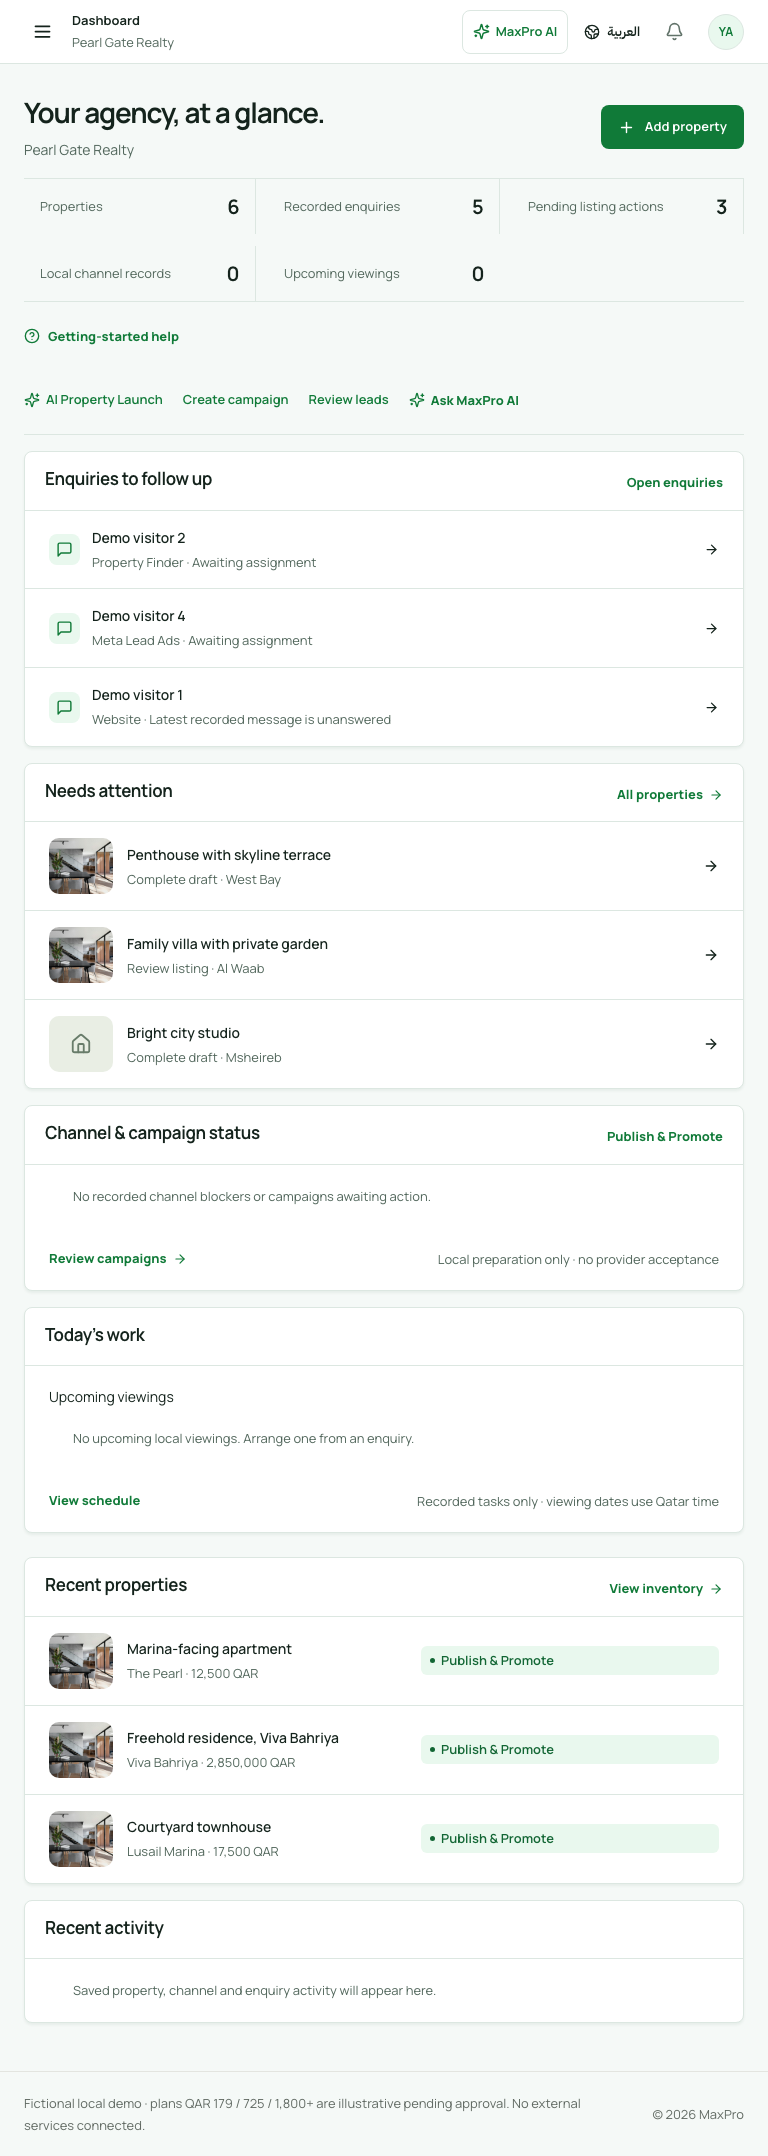 Dashboard
Pearl Gate Realty
MaxPro AI
العربية
YA
Your agency, at a glance.
Pearl Gate Realty
Add property
Properties 6
Recorded enquiries 5
Pending listing actions 3
Local channel records 0
Upcoming viewings 0
Getting-started help
AI Property Launch Create campaign Review leads Ask MaxPro AI
Enquiries to follow up
Open enquiries
Demo visitor 2
Property Finder · Awaiting assignment
Demo visitor 4
Meta Lead Ads · Awaiting assignment
Demo visitor 1
Website · Latest recorded message is unanswered
Needs attention
All properties
Penthouse with skyline terrace
Complete draft · West Bay
Family villa with private garden
Review listing · Al Waab
Bright city studio
Complete draft · Msheireb
Channel & campaign status
Publish & Promote
No recorded channel blockers or campaigns awaiting action.
Review campaigns
Local preparation only · no provider acceptance
Today's work
Upcoming viewings
No upcoming local viewings. Arrange one from an enquiry.
View schedule
Recorded tasks only · viewing dates use Qatar time
Recent properties
View inventory
Marina-facing apartment
The Pearl · 12,500 QAR
Publish & Promote
Freehold residence, Viva Bahriya
Viva Bahriya · 2,850,000 QAR
Publish & Promote
Courtyard townhouse
Lusail Marina · 17,500 QAR
Publish & Promote
Recent activity
Saved property, channel and enquiry activity will appear here.
Fictional local demo · plans QAR 179 / 725 / 1,800+ are illustrative pending approval. No external
services connected.
© 2026 MaxPro